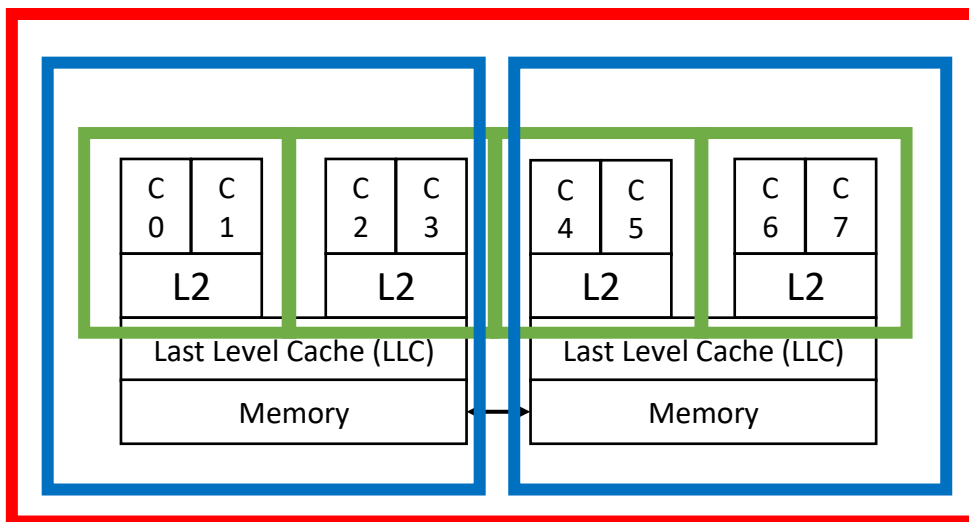 C C C C C C C C
0 1 2 3 4 5 6 7
L2 L2 L2 L2
Last Level Cache (LLC) Last Level Cache (LLC)
Memory Memory